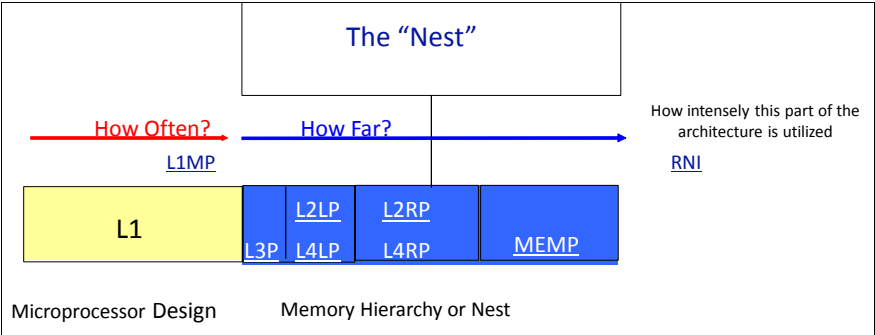 The “Nest”
How Often?
How Far?
How intensely this part of the
architecture is utilized
L1MP
RNI
L1
L2LP
L2RP
L3P
L4LP
L4RP
MEMP
Microprocessor Design
Memory Hierarchy or Nest